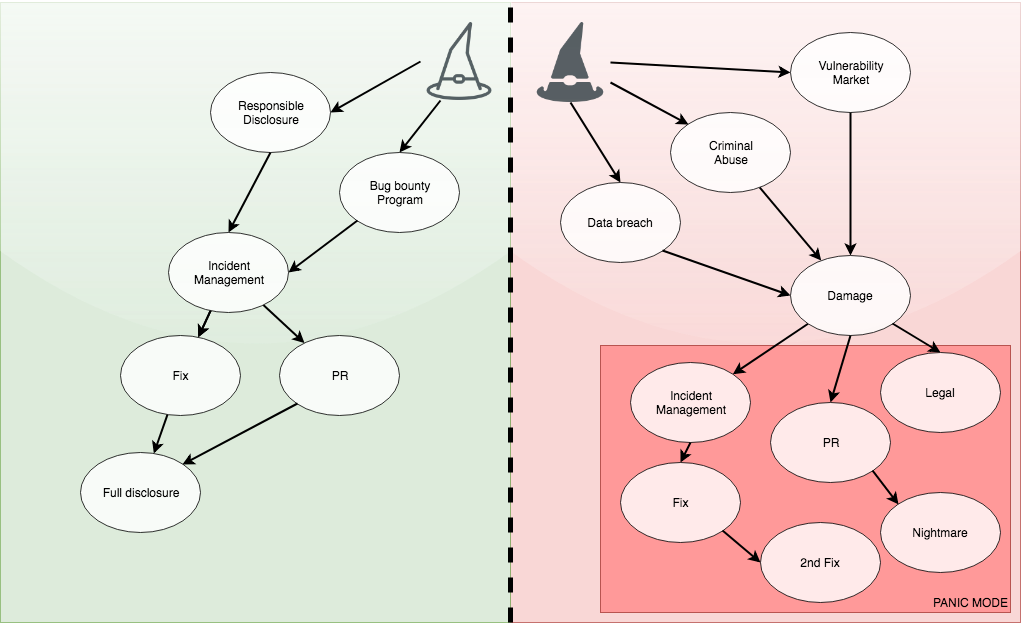 Responsible
Disclosure
Bug bounty
Program
Incident
Management
Fix
PR
Full disclosure
Vulnerability
Market
Criminal
Abuse
Data breach
Damage
Incident
Management
PR
Legal
Fix
2nd Fix
Nightmare
PANIC MODE